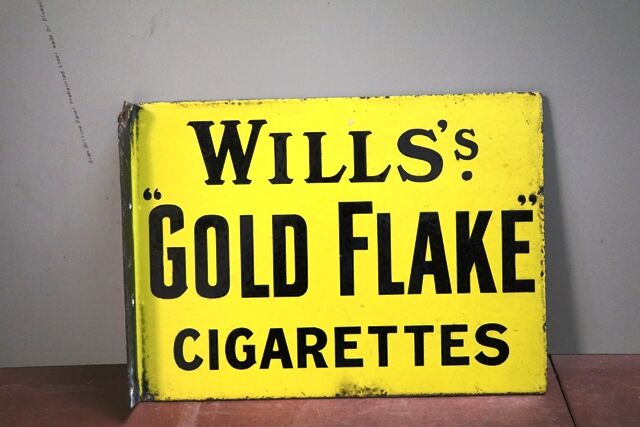 WILLS'S.
"GOLD FLAKE"
CIGARETTES